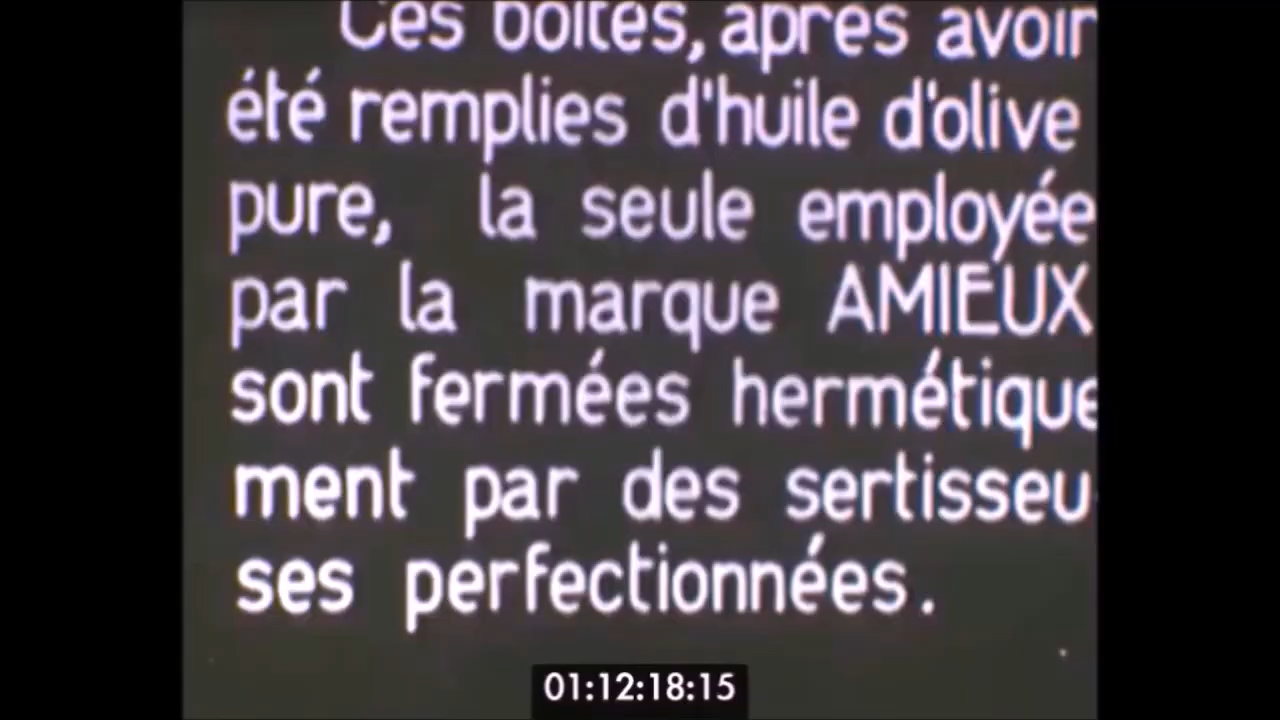 Ces boîtes, après avoir
été remplies d'huile d'olive
pure, la seule employée
par la marque AMIEUX
sont fermées hermétique
ment par des sertisseu
ses perfectionnées.
01:12:18:15